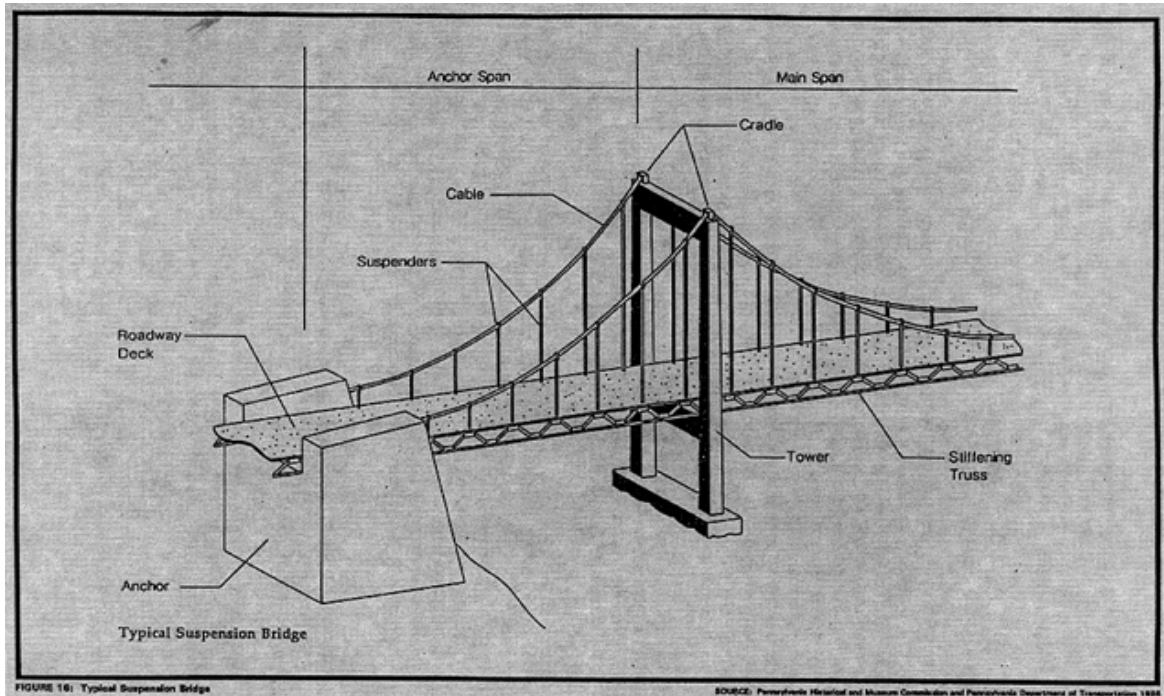 Anchor Span
Main Span
Cradle
Cable
Suspenders
Roadway
Deck
Tower
Stiffening
Truss
Anchor
Typical Suspension Bridge
FIGURE 16: Typical Suspension Bridge
SOURCE: Pennsylvania Historical and Museum Commission and Pennsylvania Department of Transportation